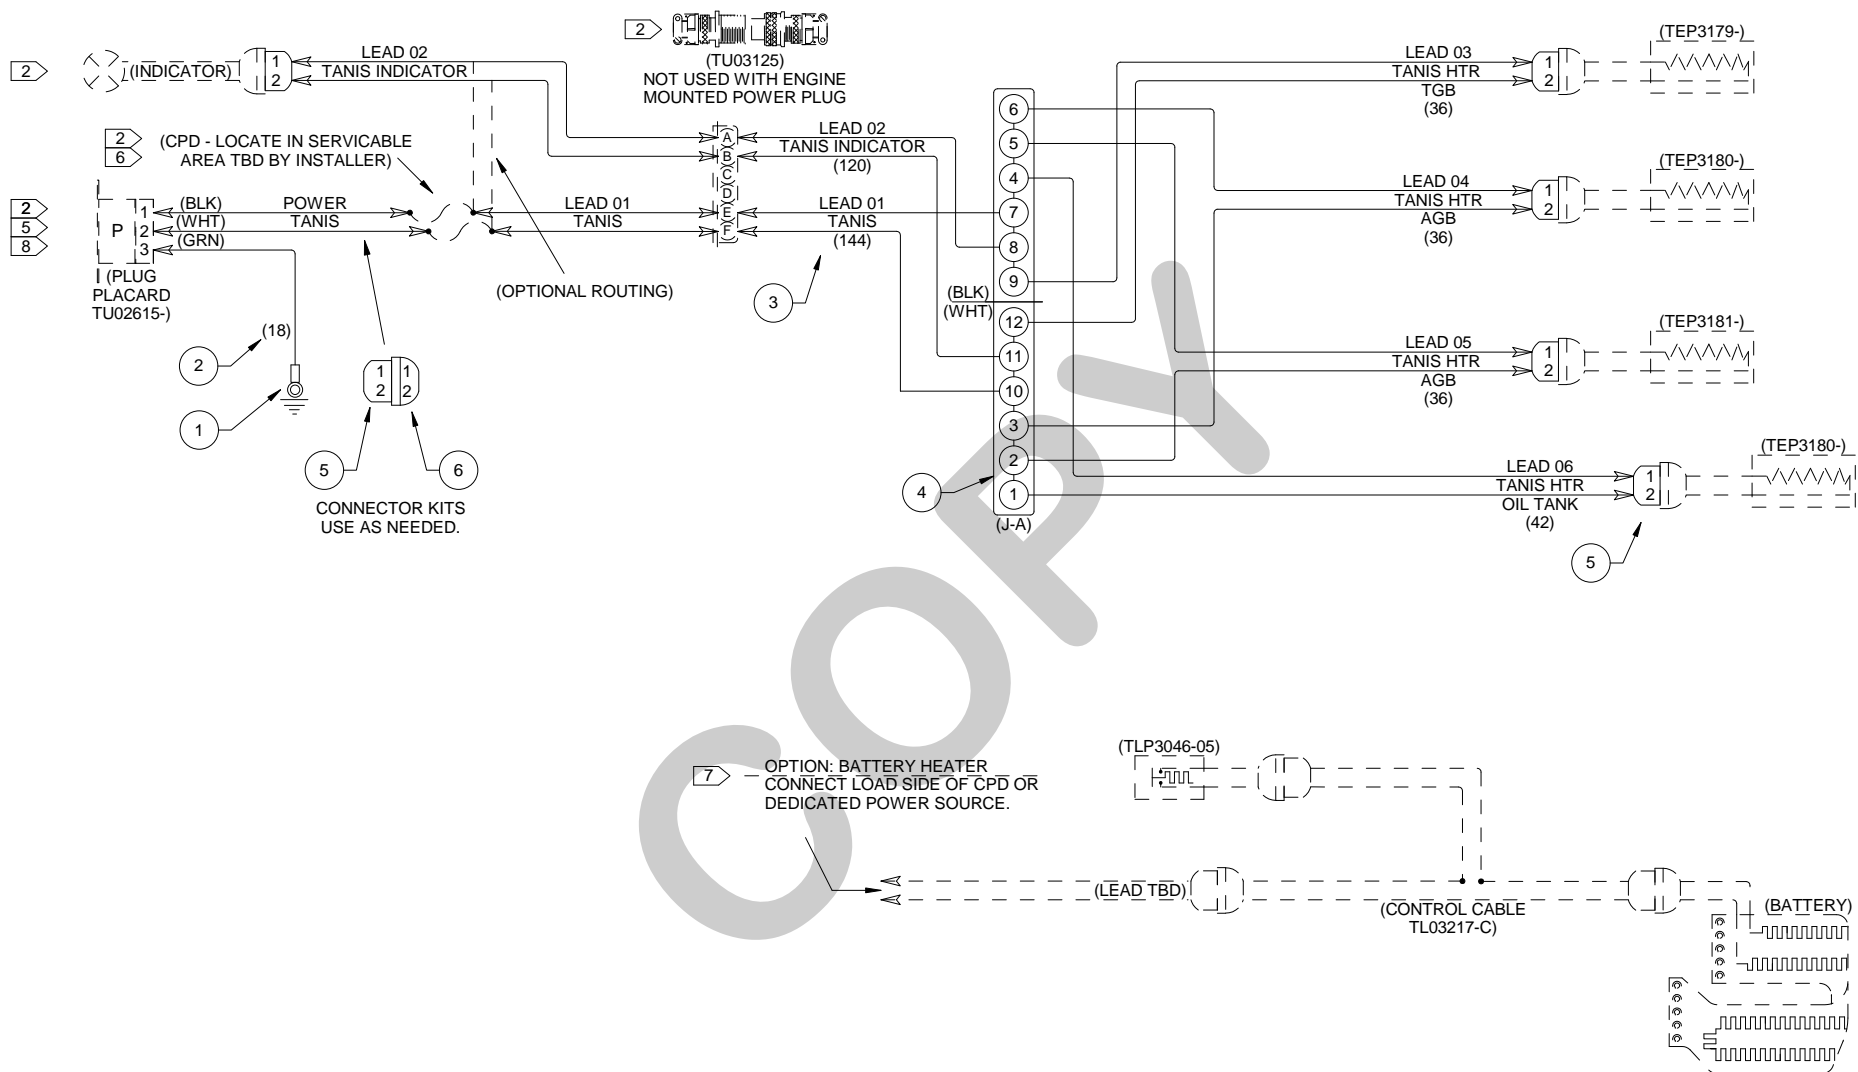 2
(INDICATOR)
1
2
LEAD 02
TANIS INDICATOR
2
(TU03125)
NOT USED WITH ENGINE
MOUNTED POWER PLUG
2
6
(CPD - LOCATE IN SERVICABLE
AREA TBD BY INSTALLER)
2
5
8
P
1
2
3
(BLK)
(WHT)
(GRN)
POWER
TANIS
(PLUG
PLACARD
TU02615-)
LEAD 01
TANIS
(OPTIONAL ROUTING)
A
B
C
D
E
F
LEAD 02
TANIS INDICATOR
(120)
LEAD 01
TANIS
(144)
3
2
(18)
1
1
2
1
2
5
6
CONNECTOR KITS
USE AS NEEDED.
6
5
4
7
8
9
(BLK)
(WHT)
12
11
10
3
2
1
4
(J-A)
LEAD 03
TANIS HTR
TGB
(36)
1
2
(TEP3179-)
LEAD 04
TANIS HTR
AGB
(36)
1
2
(TEP3180-)
LEAD 05
TANIS HTR
AGB
(36)
1
2
(TEP3181-)
LEAD 06
TANIS HTR
OIL TANK
(42)
1
2
(TEP3180-)
5
COPY
7
OPTION: BATTERY HEATER
CONNECT LOAD SIDE OF CPD OR
DEDICATED POWER SOURCE.
(TLP3046-05)
(LEAD TBD)
(CONTROL CABLE
TL03217-C)
(BATTERY)